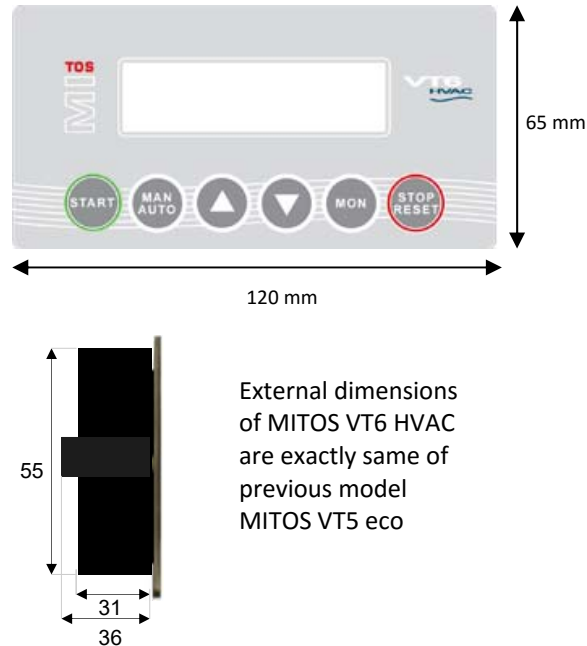 TOS
MI
VT6
HVAC
65 mm
START
MAN
AUTO
MON
STOP
RESET
120 mm
External dimensions
of MITOS VT6 HVAC
are exactly same of
previous model
MITOS VT5 eco
55
31
36